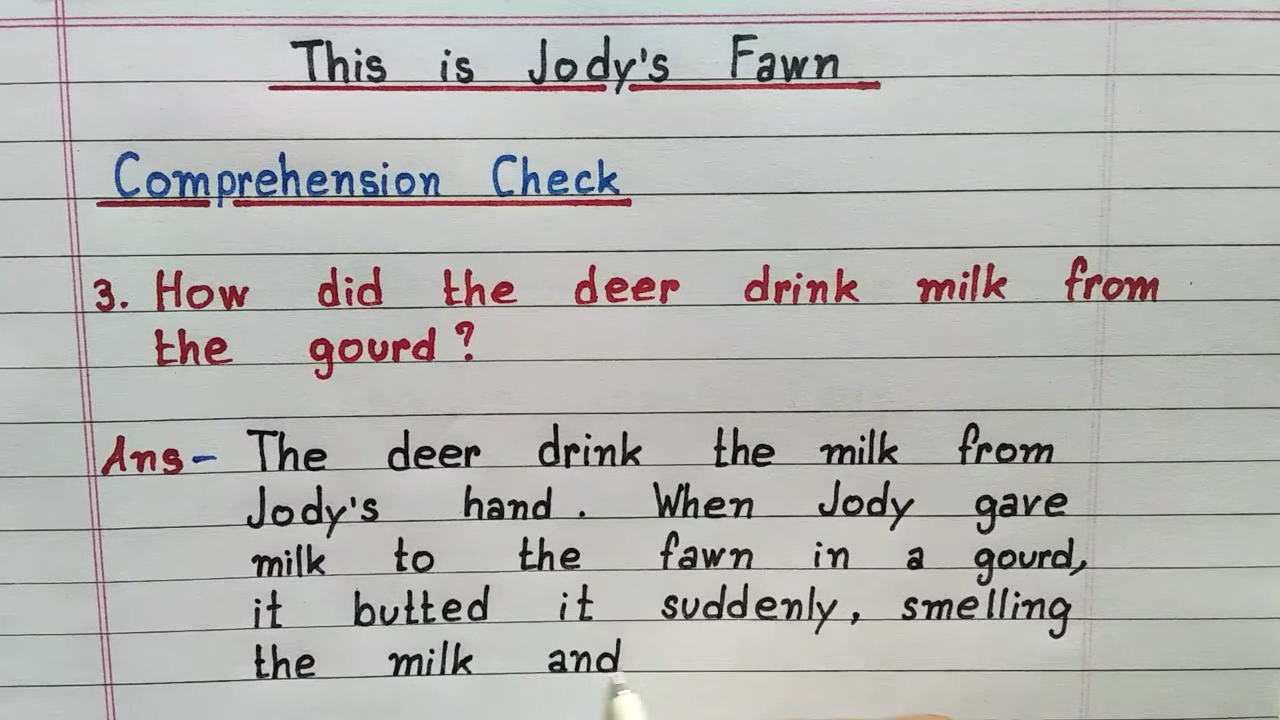 This is Jody's Fawn
Comprehension Check
3. How did the deer drink milk from
the gourd?
Ans- The deer drink the milk from
Jody's hand. When Jody gave
milk to the fawn in a gourd,
it butted it suddenly, smelling
the milk and